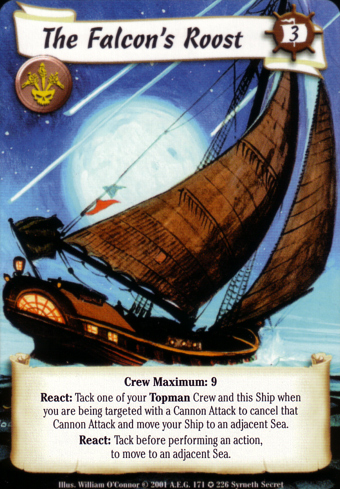 The Falcon's Roost
3
Crew Maximum: 9
React: Tack one of your Topman Crew and this Ship when
you are being targeted with a Cannon Attack to cancel that
Cannon Attack and move your Ship to an adjacent Sea.
React: Tack before performing an action,
to move to an adjacent Sea.
Illus. William O'Connor © 2001 A.E.G. 171 ✪ 226 Syrneth Secret